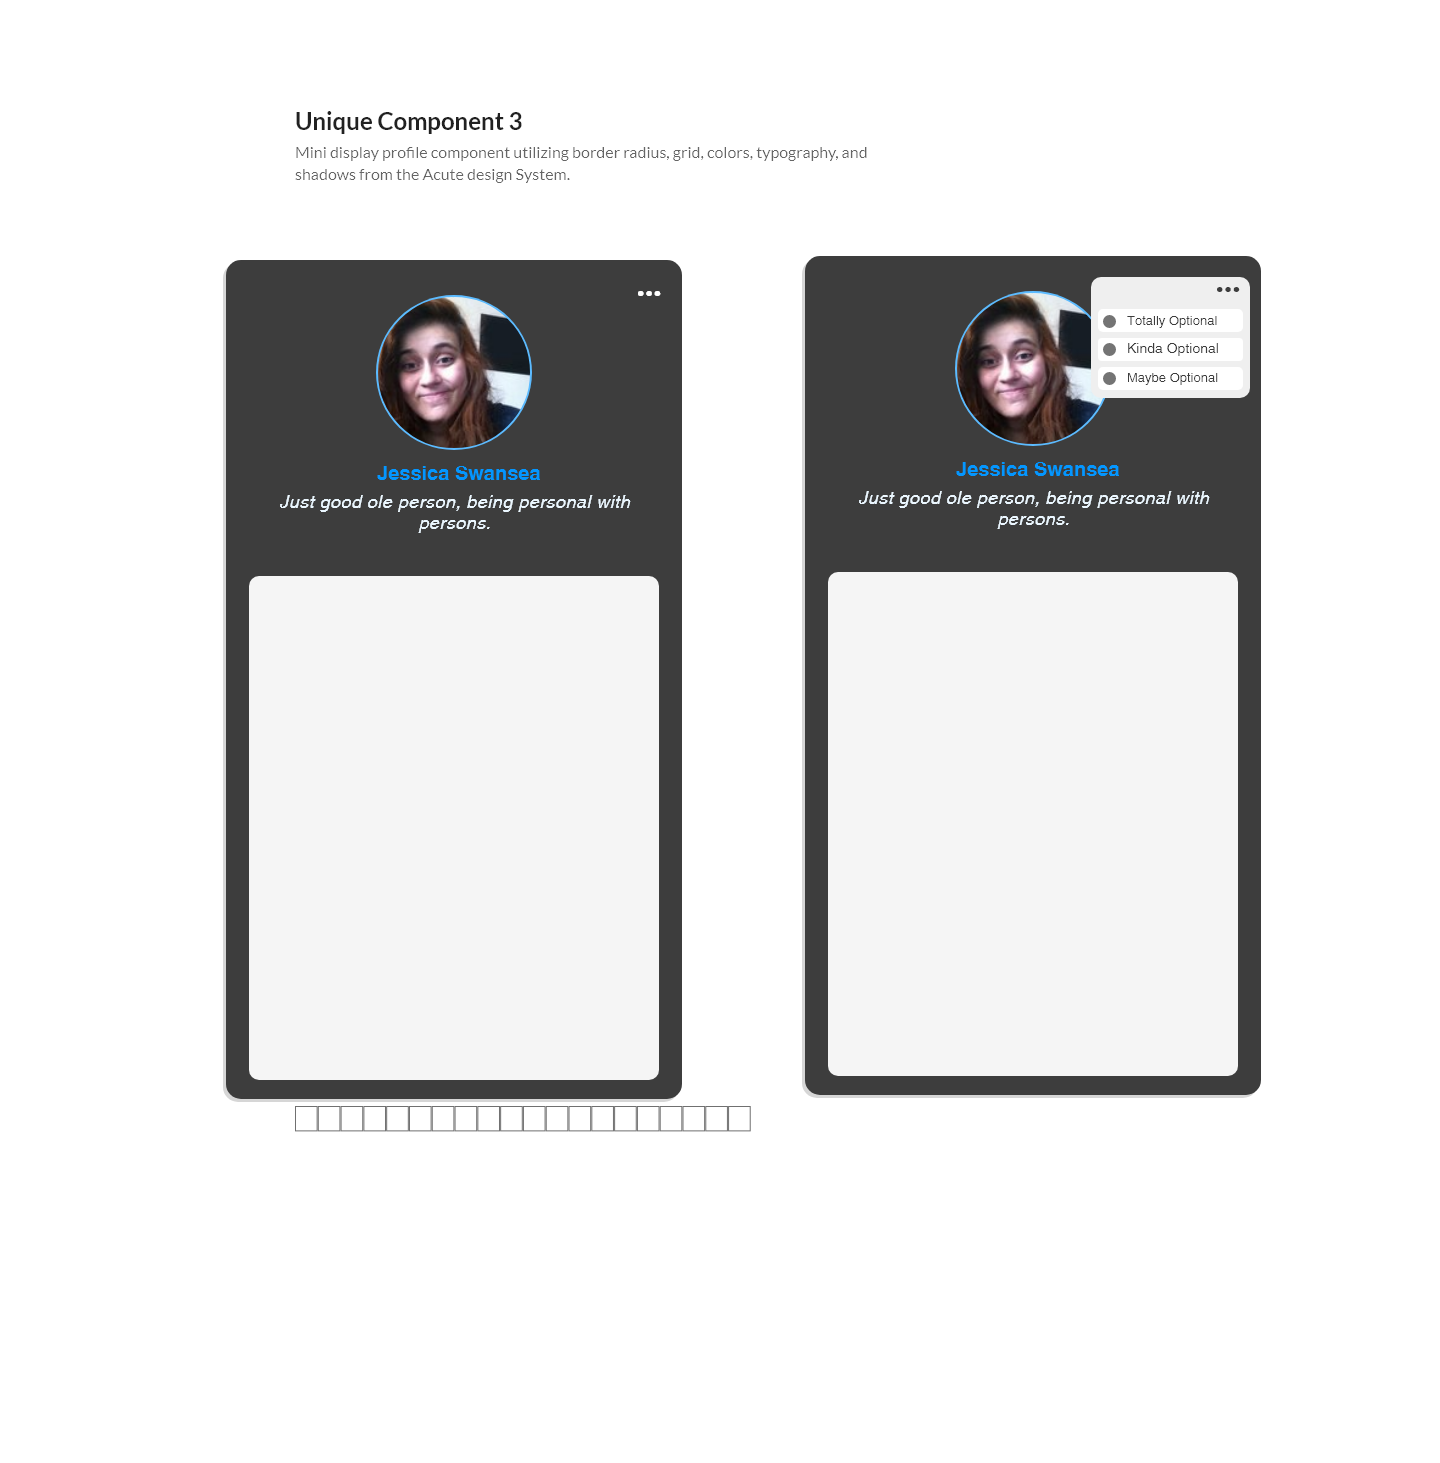 Unique Component 3
Mini display profile component utilizing border radius, grid, colors, typography, and
shadows from the Acute design System.
Jessica Swansea
Just good ole person, being personal with
persons.
Totally Optional
Kinda Optional
Maybe Optional
Jessica Swansea
Just good ole person, being personal with
persons.